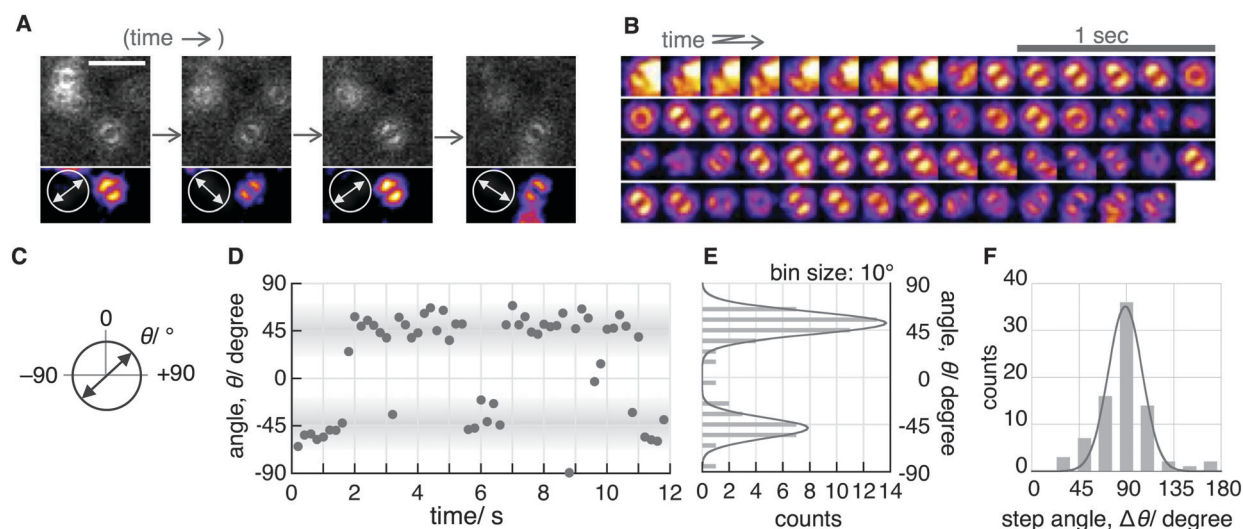 A
(time → )
B
time
1 sec
C
0
θ/ °
−90
+90
D
angle, θ/ degree
90
45
0
-45
-90
0 2 4 6 8 10 12
time/ s
E
bin size: 10°
90
45
0
-45
-90
angle, θ/ degree
0 2 4 6 8 10 12 14
counts
F
counts
40
30
20
10
0
0 45 90 135 180
step angle, Δθ/ degree